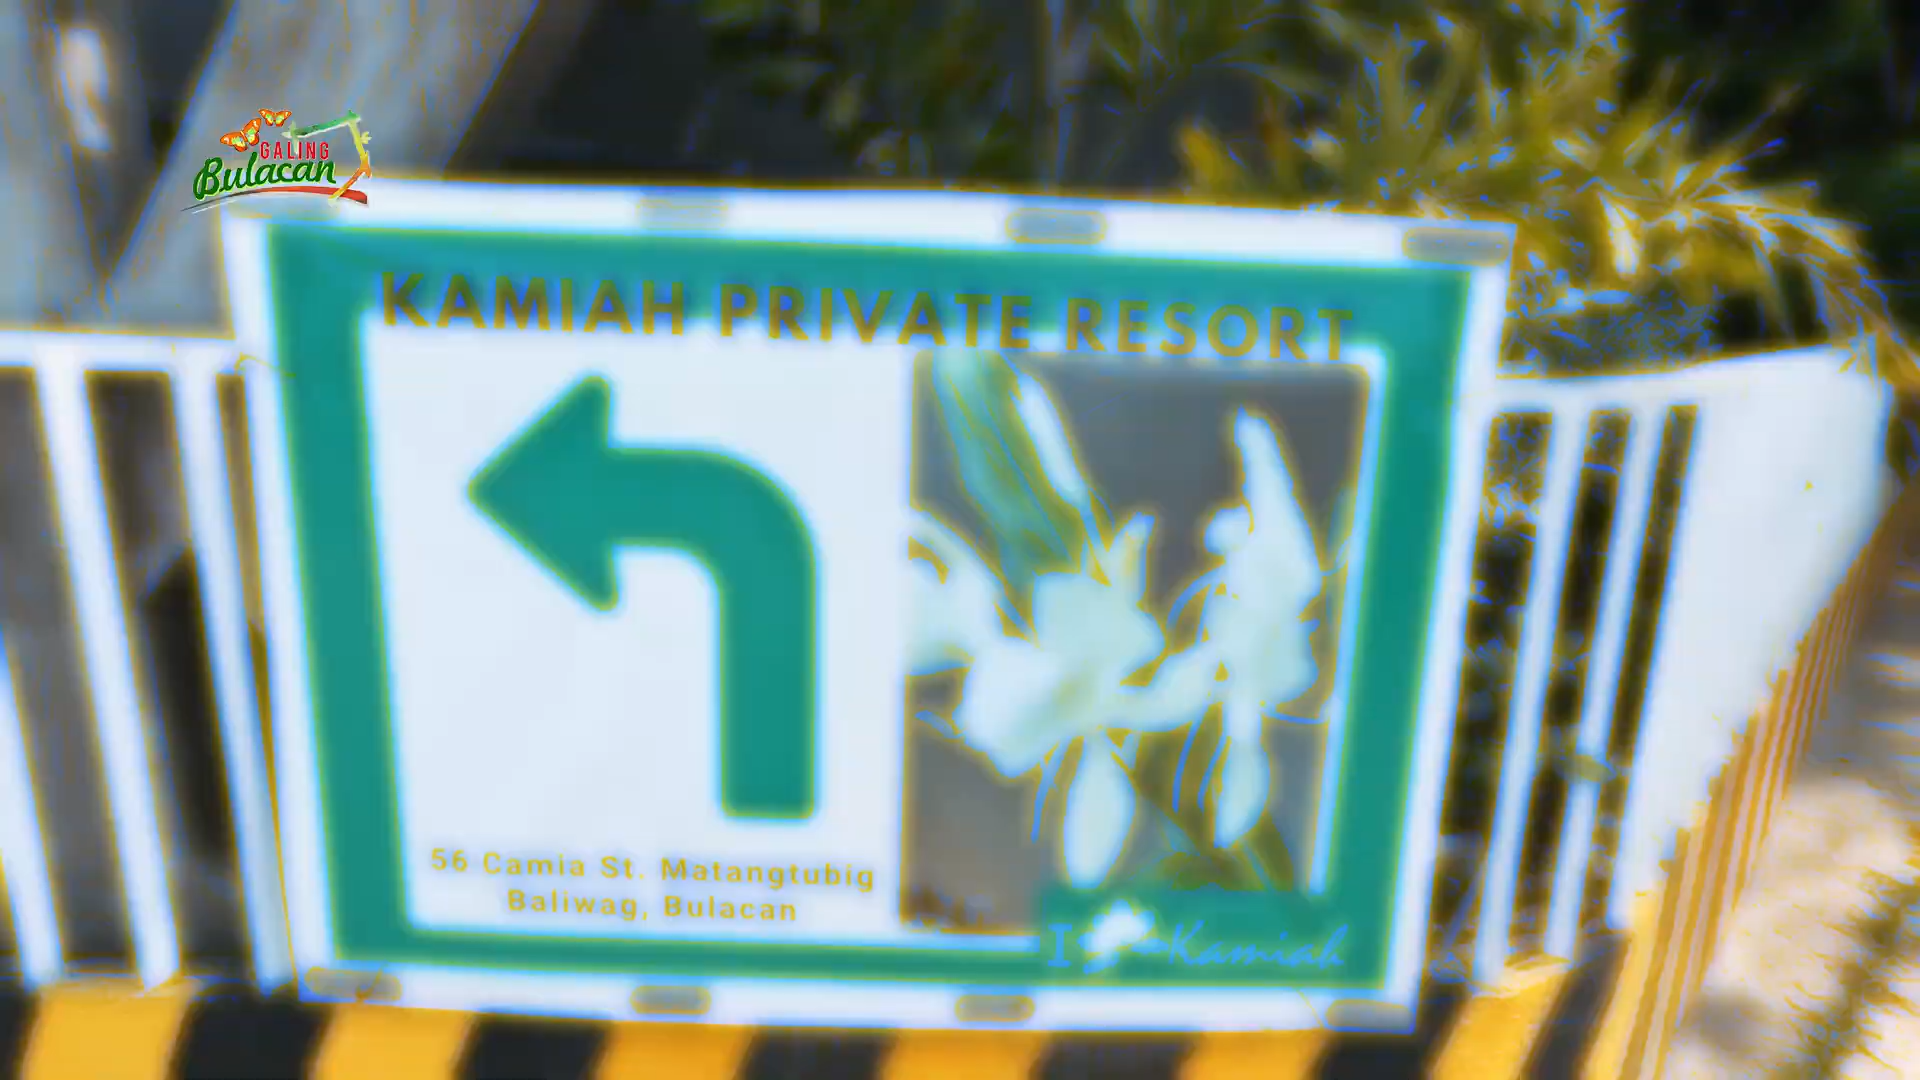 GALING
Bulacan
KAMIAH PRIVATE RESORT
56 Camia St. Matangtubig
Baliwag, Bulacan
I Kamiah